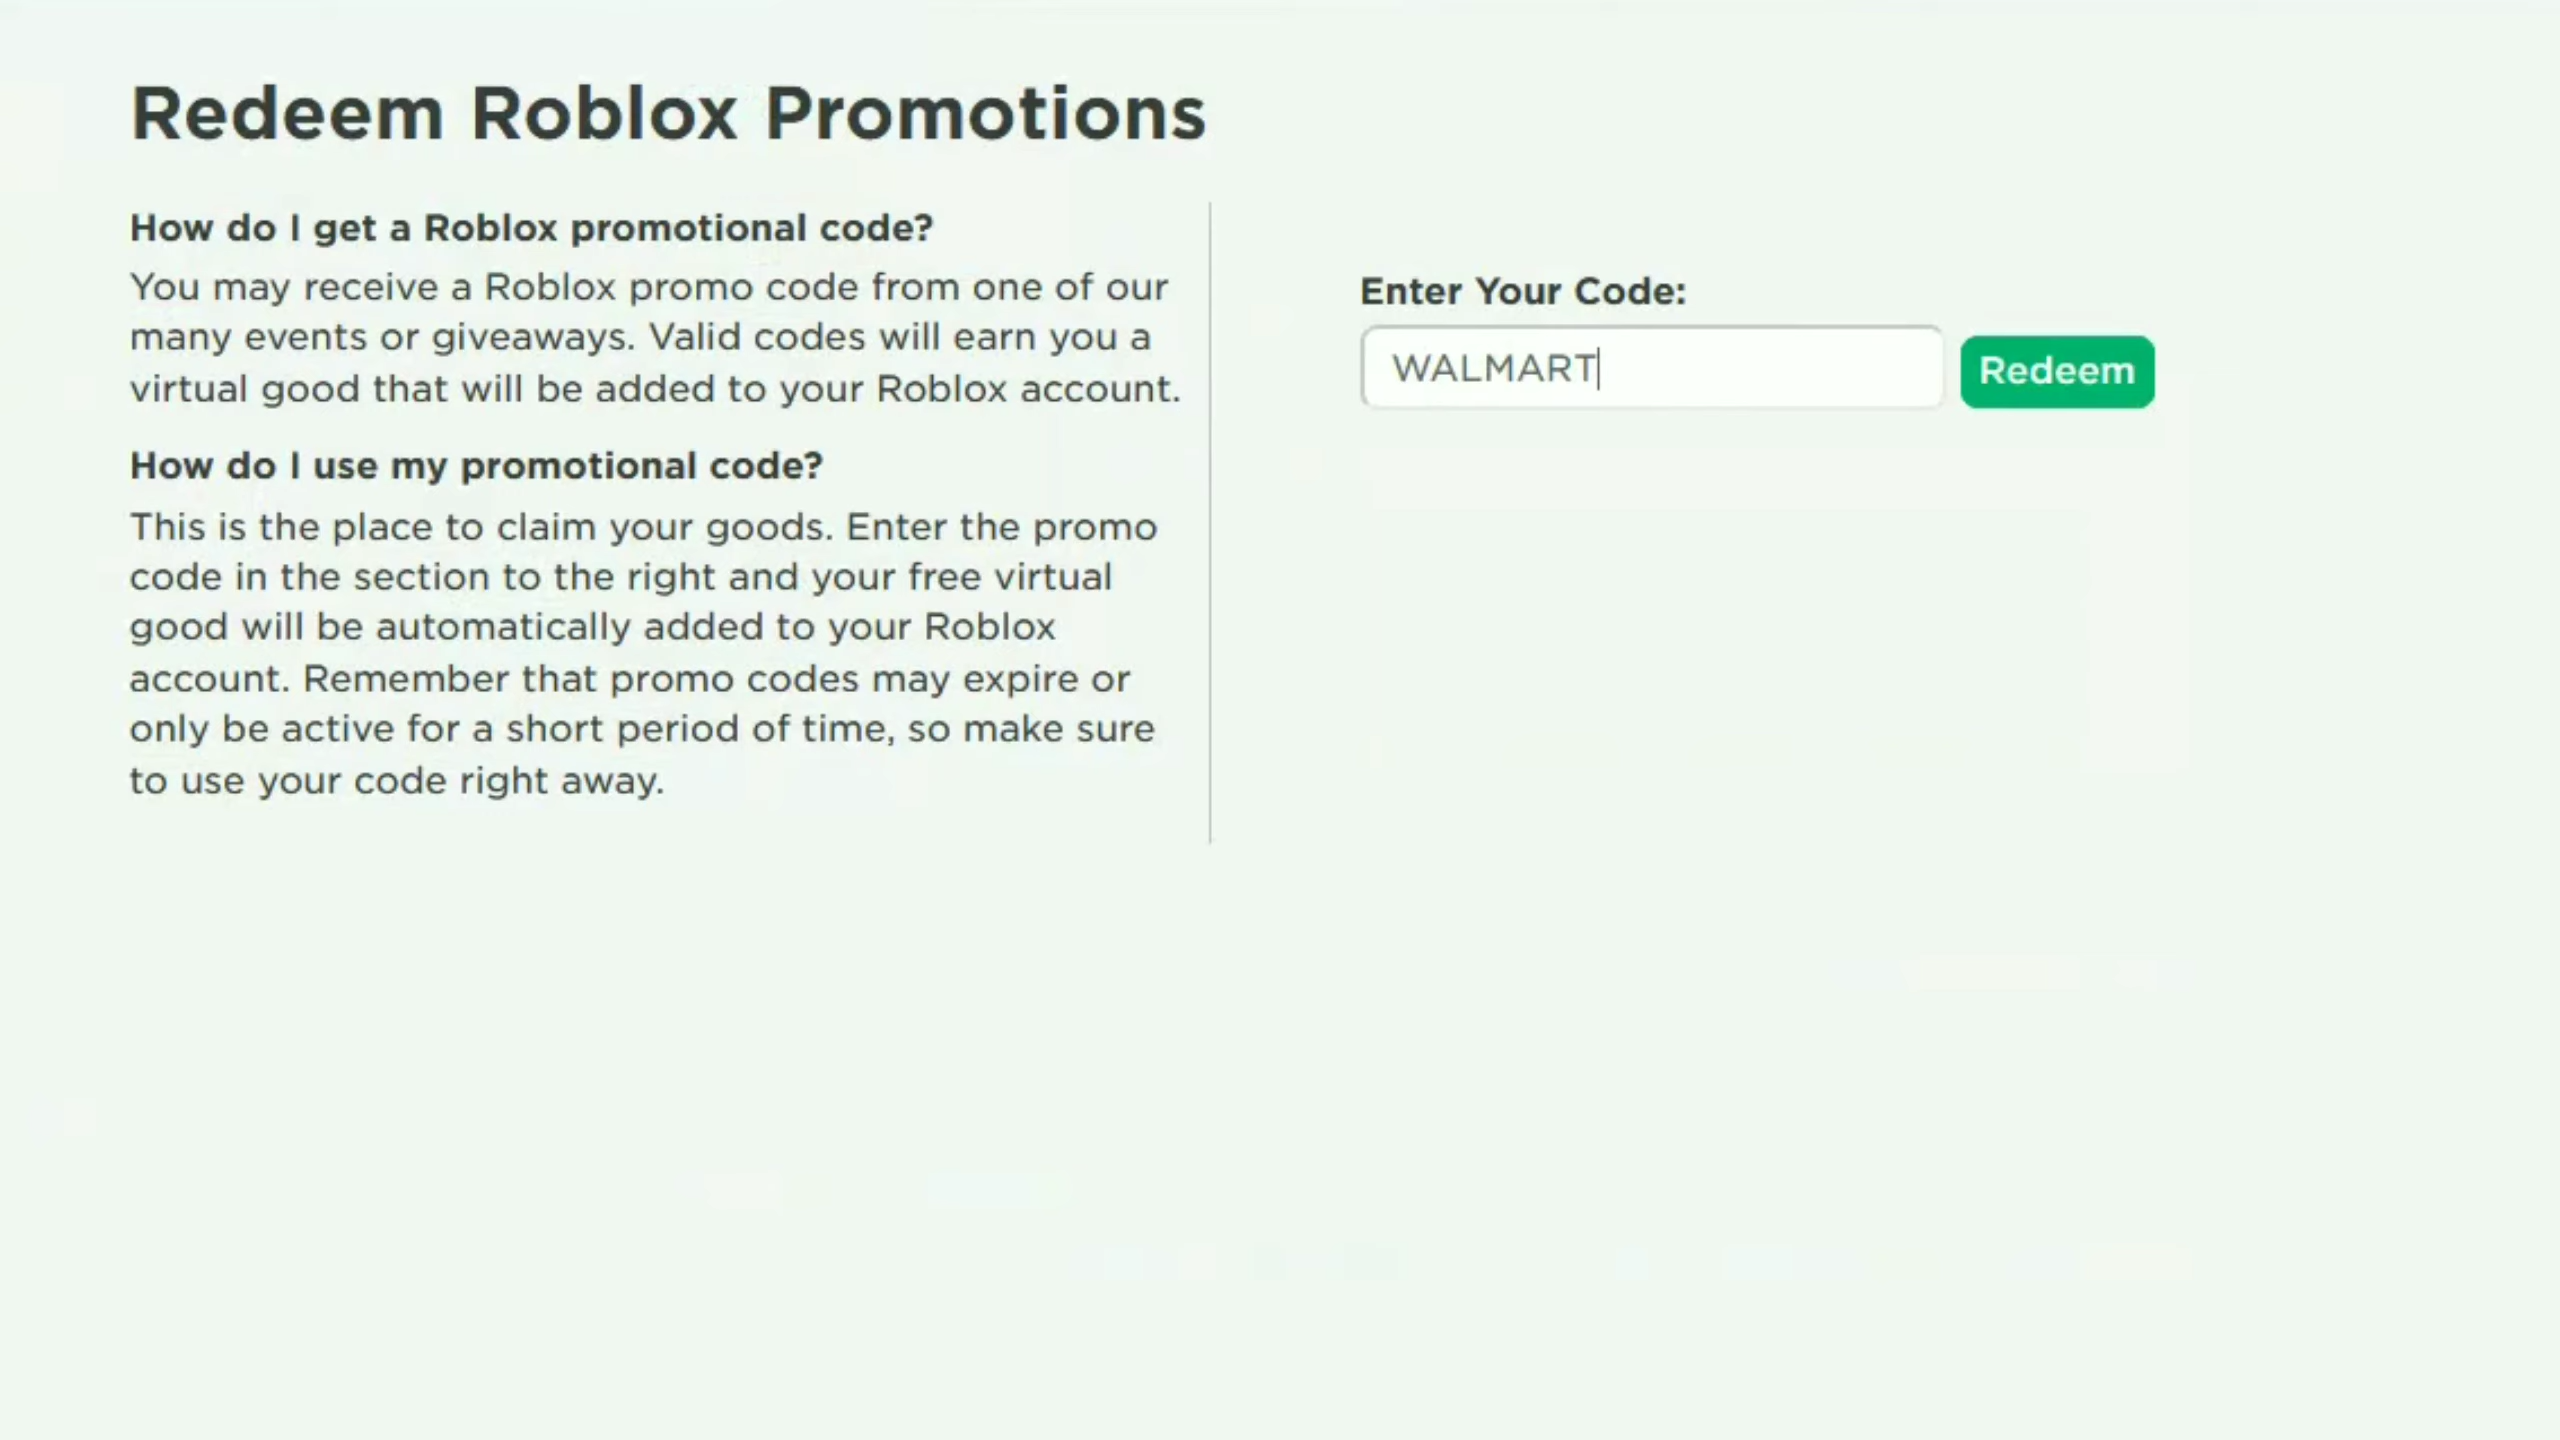 Redeem Roblox Promotions
How do I get a Roblox promotional code?
You may receive a Roblox promo code from one of our
many events or giveaways. Valid codes will earn you a
virtual good that will be added to your Roblox account.
How do I use my promotional code?
This is the place to claim your goods. Enter the promo
code in the section to the right and your free virtual
good will be automatically added to your Roblox
account. Remember that promo codes may expire or
only be active for a short period of time, so make sure
to use your code right away.
Enter Your Code:
WALMART
Redeem